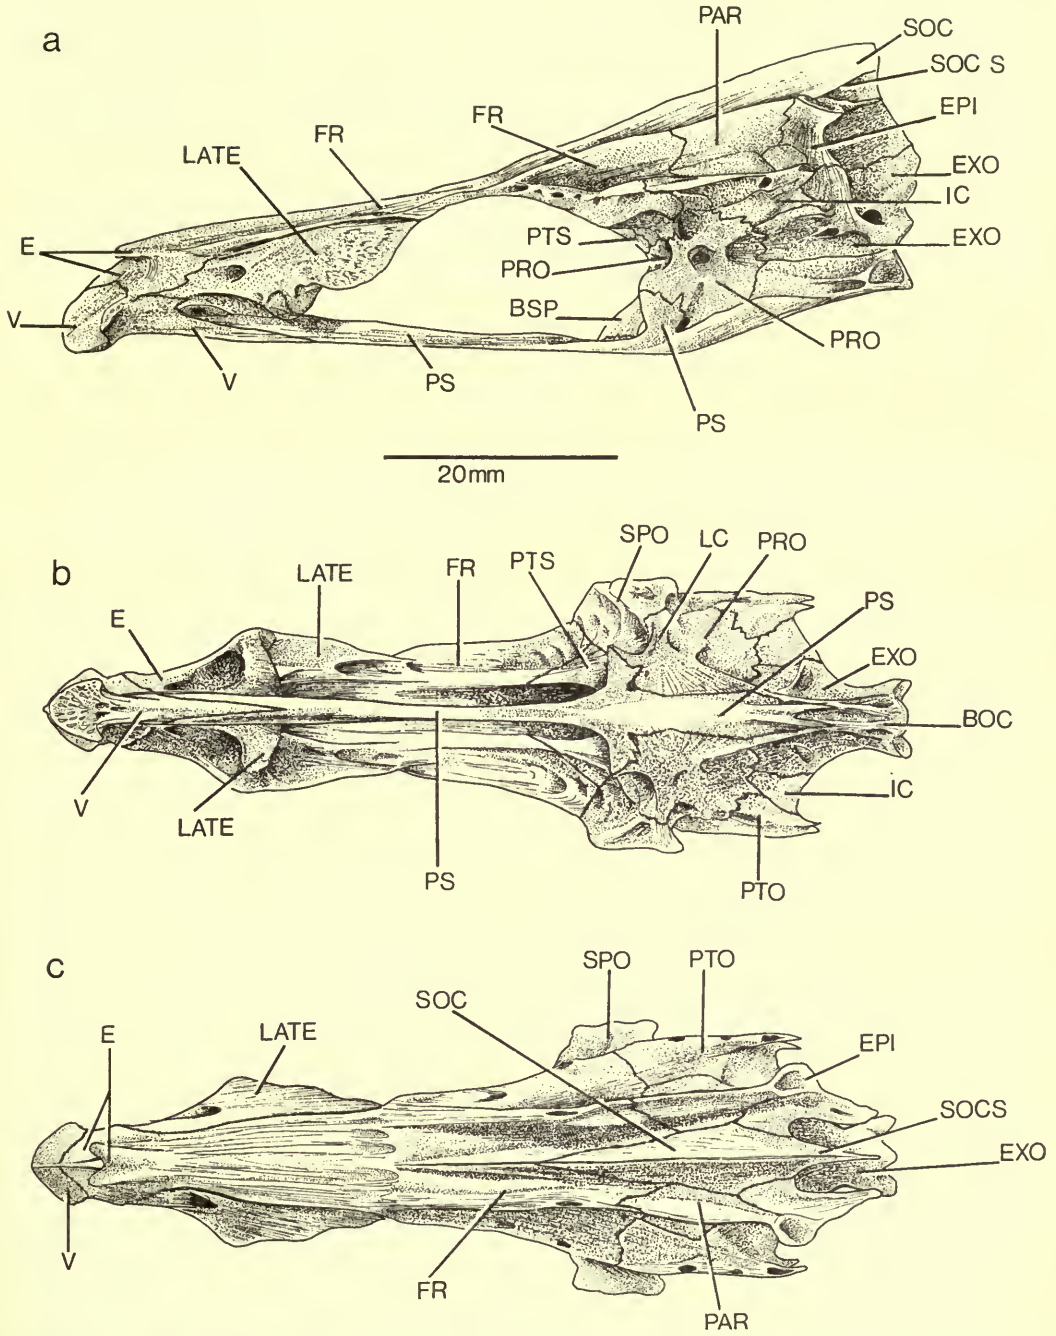 a
PAR
SOC
SOC S
EPI
FR
FR
LATE
EXO
IC
E
PTS
EXO
PRO
BSP
V
PRO
V
PS
PS
20mm
b
SPO
LC
PRO
PTS
FR
LATE
PS
E
EXO
BOC
IC
V
LATE
PS
PTO
c
SPO
PTO
SOC
E
LATE
EPI
SOCS
EXO
V
FR
PAR